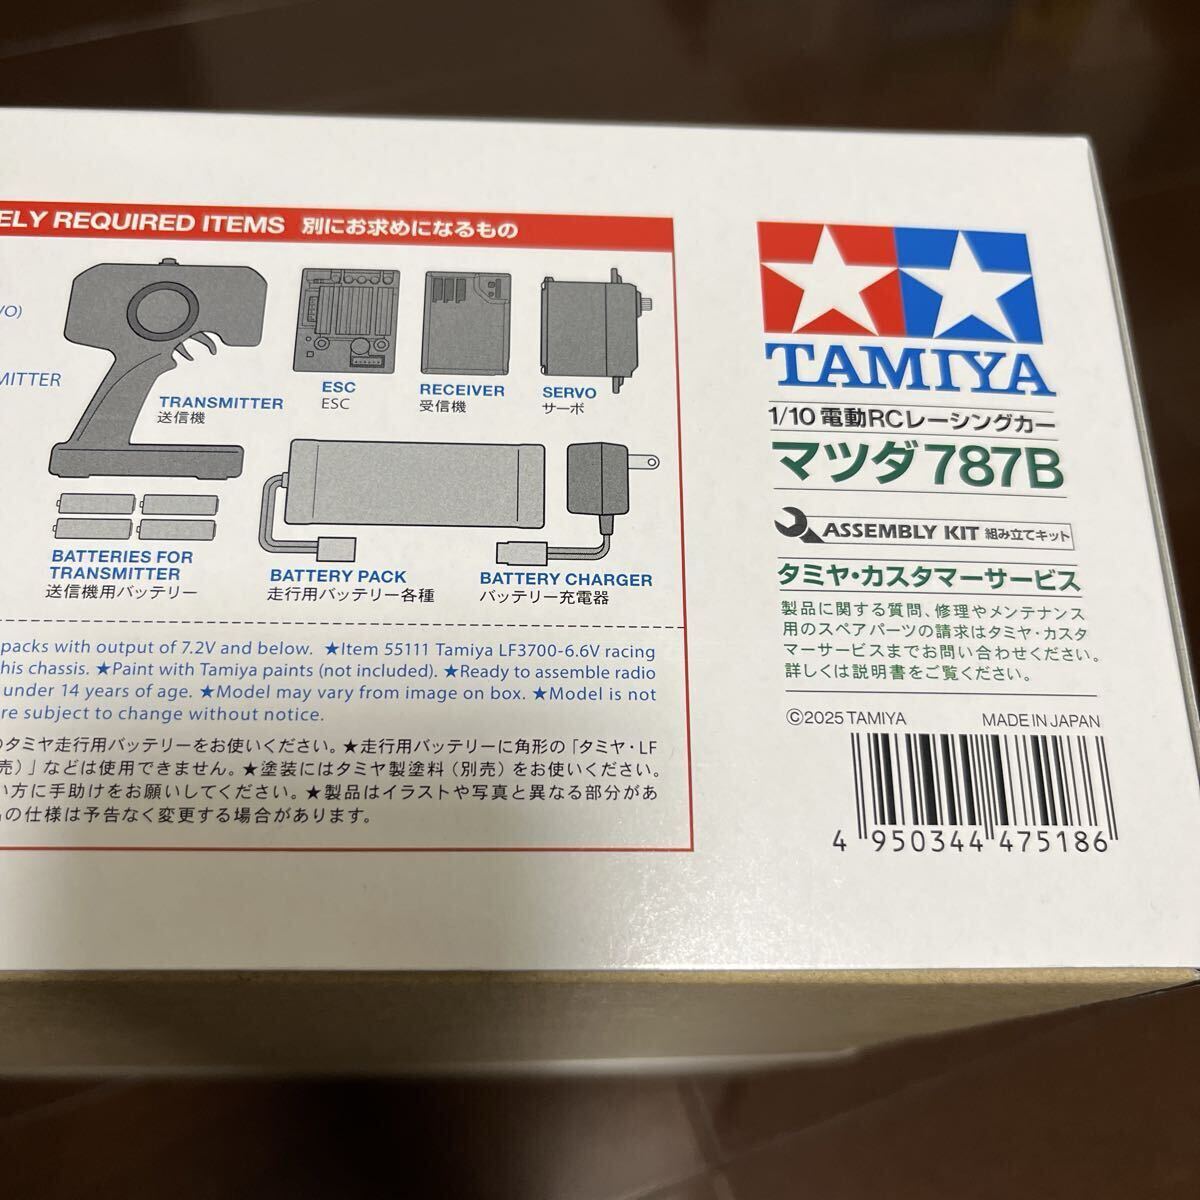 ELY REQUIRED ITEMS 別にお求めになるもの
VO)
MITTER
TRANSMITTER
送信機
ESC
ESC
RECEIVER
受信機
SERVO
サーボ
BATTERIES FOR
TRANSMITTER
送信機用バッテリー
BATTERY PACK
走行用バッテリー各種
BATTERY CHARGER
バッテリー充電器
packs with output of 7.2V and below. ★Item 55111 Tamiya LF3700-6.6V racing
his chassis. ★Paint with Tamiya paints (not included). ★Ready to assemble radio
under 14 years of age. ★Model may vary from image on box. ★Model is not
re subject to change without notice.
のタミヤ走行用バッテリーをお使いください。★走行用バッテリーに角形の「タミヤ・LF
売)」などは使用できません。★塗装にはタミヤ製塗料(別売)をお使いください。
い方に手助けをお願いしてください。★製品はイラストや写真と異なる部分があ
の仕様は予告なく変更する場合があります。
TAMIYA
1/10 電動RCレーシングカー
マツダ 787B
ASSEMBLY KIT 組み立てキット
タミヤ・カスタマーサービス
製品に関する質問、修理やメンテナンス
用のスペアパーツの請求はタミヤ・カスタ
マーサービスまでお問い合わせください。
詳しくは説明書をご覧ください。
©2025 TAMIYA MADE IN JAPAN
4 950344 475186